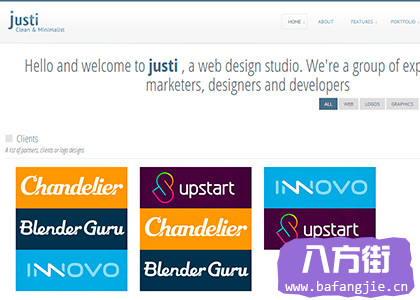 justi
Clean & Minimalist
HOME ABOUT FEATURES PORTFOLIO
Hello and welcome to justi , a web design studio. We're a group of exp
marketers, designers and developers
ALL WEB LOGOS GRAPHICS
Clients
A list of partners, clients or logo designs
Chandelier upstart INNOVO
Blender Guru Chandelier upstart
INNOVO Blender Guru
八方街
www.bafangjie.cn